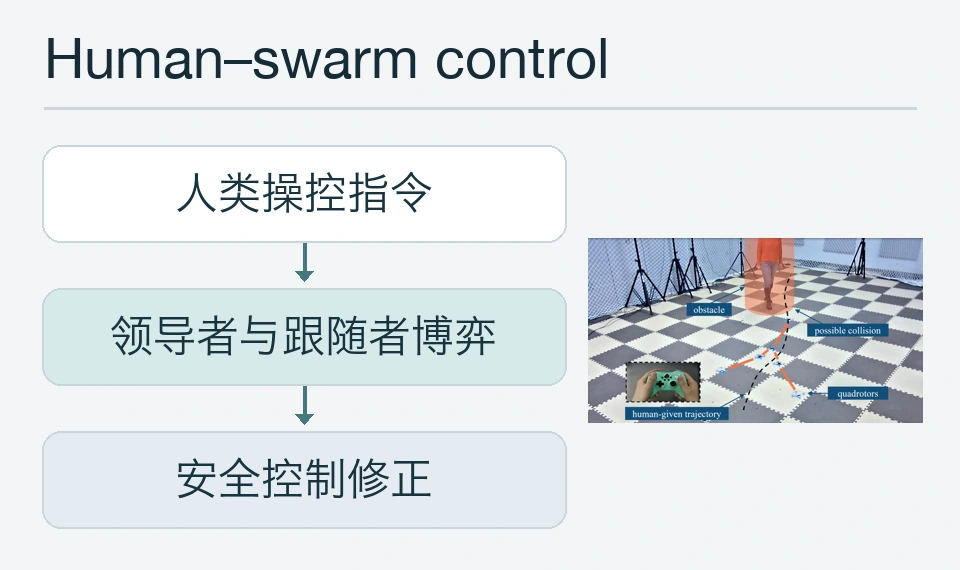 Human–swarm control
人类操控指令
领导者与跟随者博弈
安全控制修正
obstacle
possible collision
quadrotors
human-given trajectory